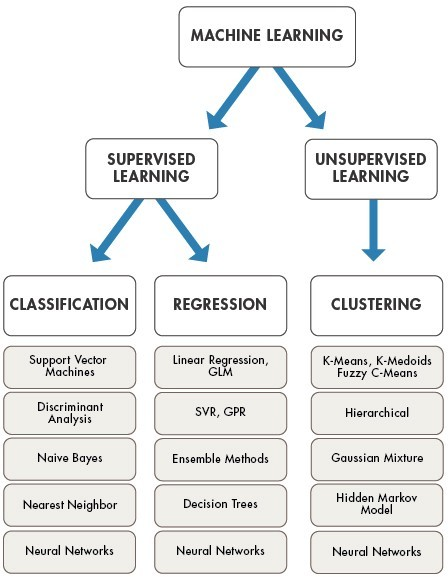 MACHINE LEARNING
SUPERVISED
LEARNING
UNSUPERVISED
LEARNING
CLASSIFICATION
Support Vector
Machines
Discriminant
Analysis
Naive Bayes
Nearest Neighbor
Neural Networks
REGRESSION
Linear Regression,
GLM
SVR, GPR
Ensemble Methods
Decision Trees
Neural Networks
CLUSTERING
K-Means, K-Medoids
Fuzzy C-Means
Hierarchical
Gaussian Mixture
Hidden Markov
Model
Neural Networks